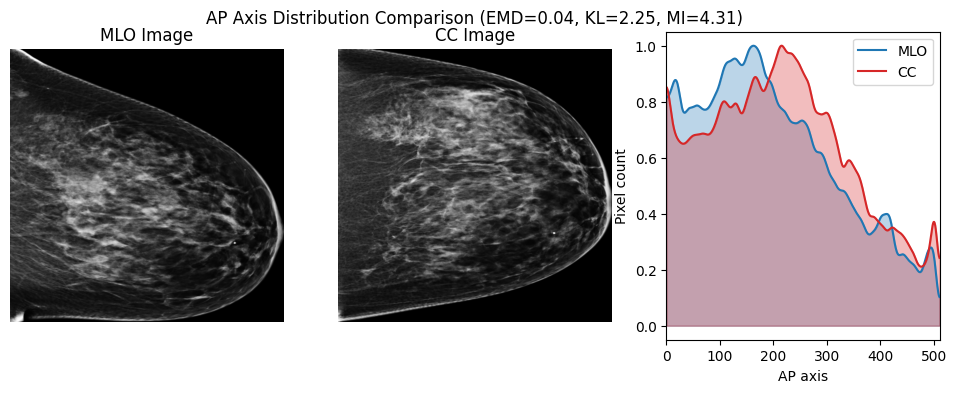 AP Axis Distribution Comparison (EMD=0.04, KL=2.25, MI=4.31)
MLO Image
CC Image
MLO
CC
1.0
0.8
0.6
0.4
0.2
0.0
Pixel count
0 100 200 300 400 500
AP axis